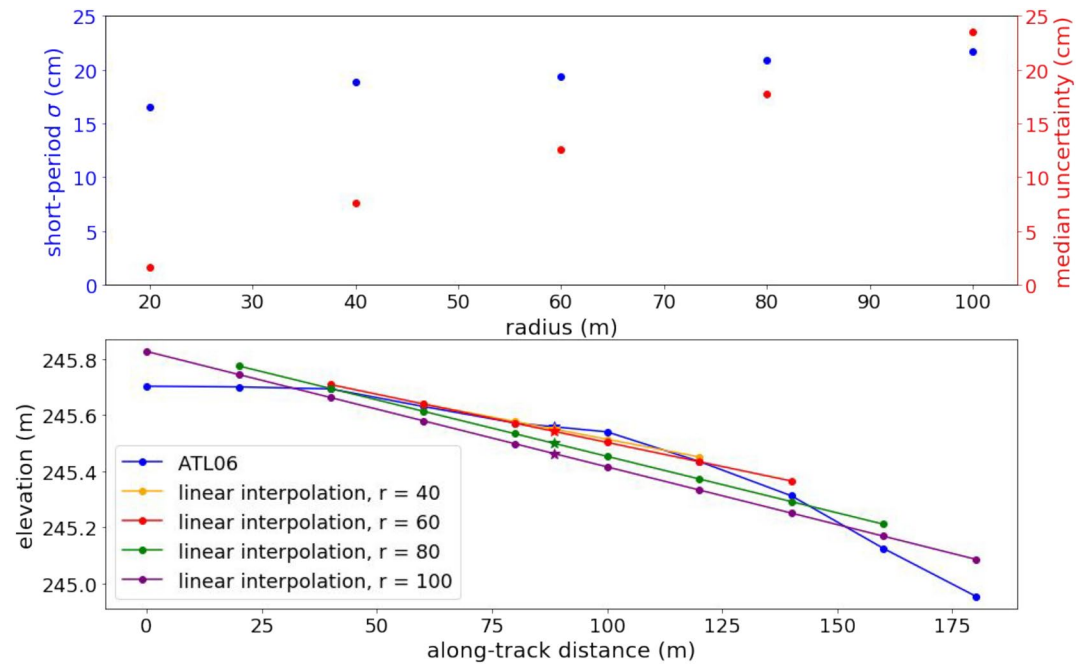 25
20
15
10
5
0
short-period σ (cm)
25
20
15
10
5
0
median uncertainty (cm)
20 30 40 50 60 70 80 90 100
radius (m)
245.8
245.6
245.4
245.2
245.0
elevation (m)
ATL06
linear interpolation, r = 40
linear interpolation, r = 60
linear interpolation, r = 80
linear interpolation, r = 100
0 25 50 75 100 125 150 175
along-track distance (m)